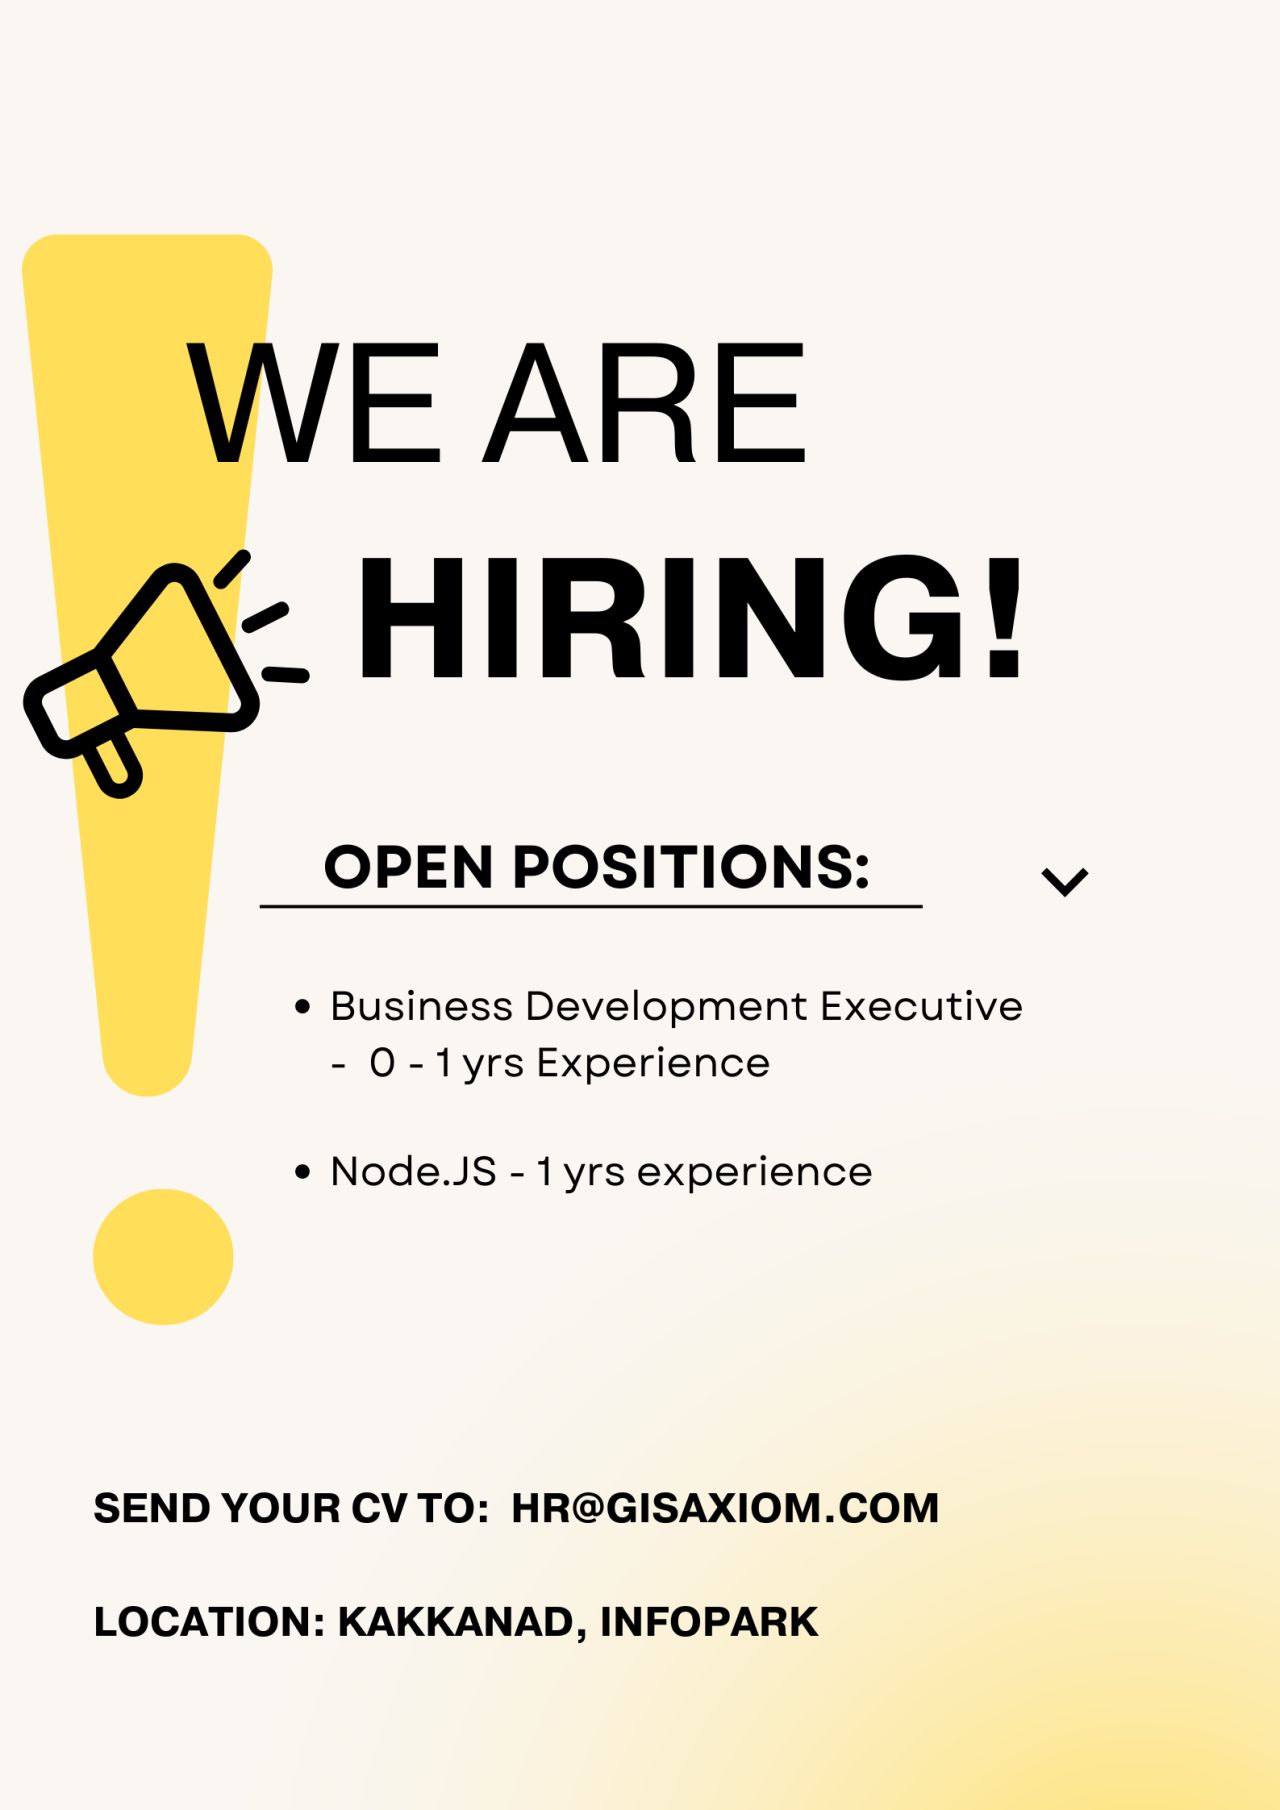 WE ARE
HIRING!
OPEN POSITIONS:
• Business Development Executive
- 0 - 1 yrs Experience
• Node.JS - 1 yrs experience
SEND YOUR CV TO: HR@GISAXIOM.COM
LOCATION: KAKKANAD, INFOPARK